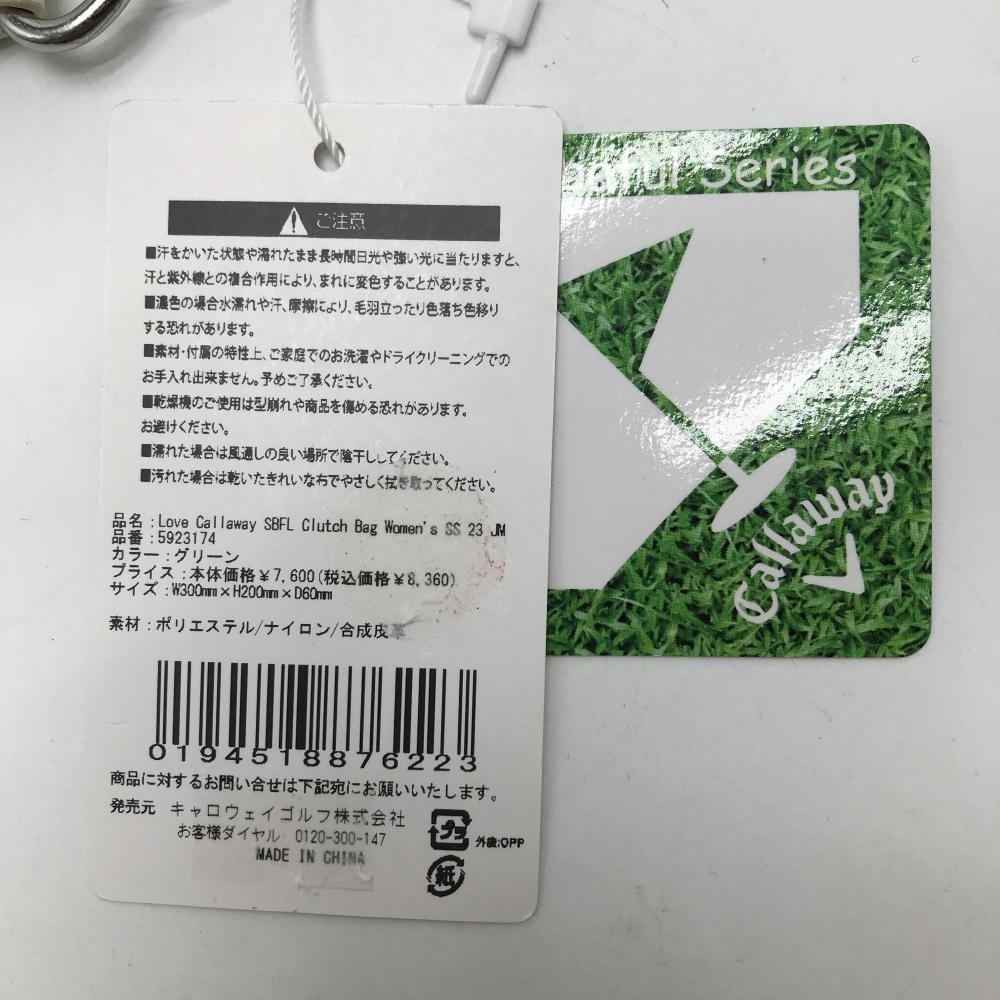 ご注意
■汗をかいた状態や濡れたまま長時間日光や強い光に当たりますと、
汗と紫外線との複合作用により、まれに変色することがあります。
■濃色の場合水濡れや汗、摩擦により、毛羽立ったり色落ち色移り
する恐れがあります。
■素材・付属の特性上、ご家庭でのお洗濯やドライクリーニングでの
お手入れ出来ません。予めご了承ください。
■乾燥機のご使用は型崩れや商品を傷める恐れがあります。
お避けください。
■濡れた場合は風通しの良い場所で陰干ししてください。
■汚れた場合は乾いたきれいな布でやさしく拭き取ってください。
品名:Love Callaway SBFL Clutch Bag Women's SS 23 JM
品番:5923174
カラー:グリーン
プライス:本体価格¥7,600(税込価格¥8,360)
サイズ:W300mm×H200mm×D60mm
素材:ポリエステル/ナイロン/合成皮革
0194518876223
商品に対するお問い合せは下記宛にお願いいたします。
発売元 キャロウェイゴルフ株式会社
お客様ダイヤル 0120-300-147
MADE IN CHINA
プラ
外装:OPP
紙
Series
Callaway